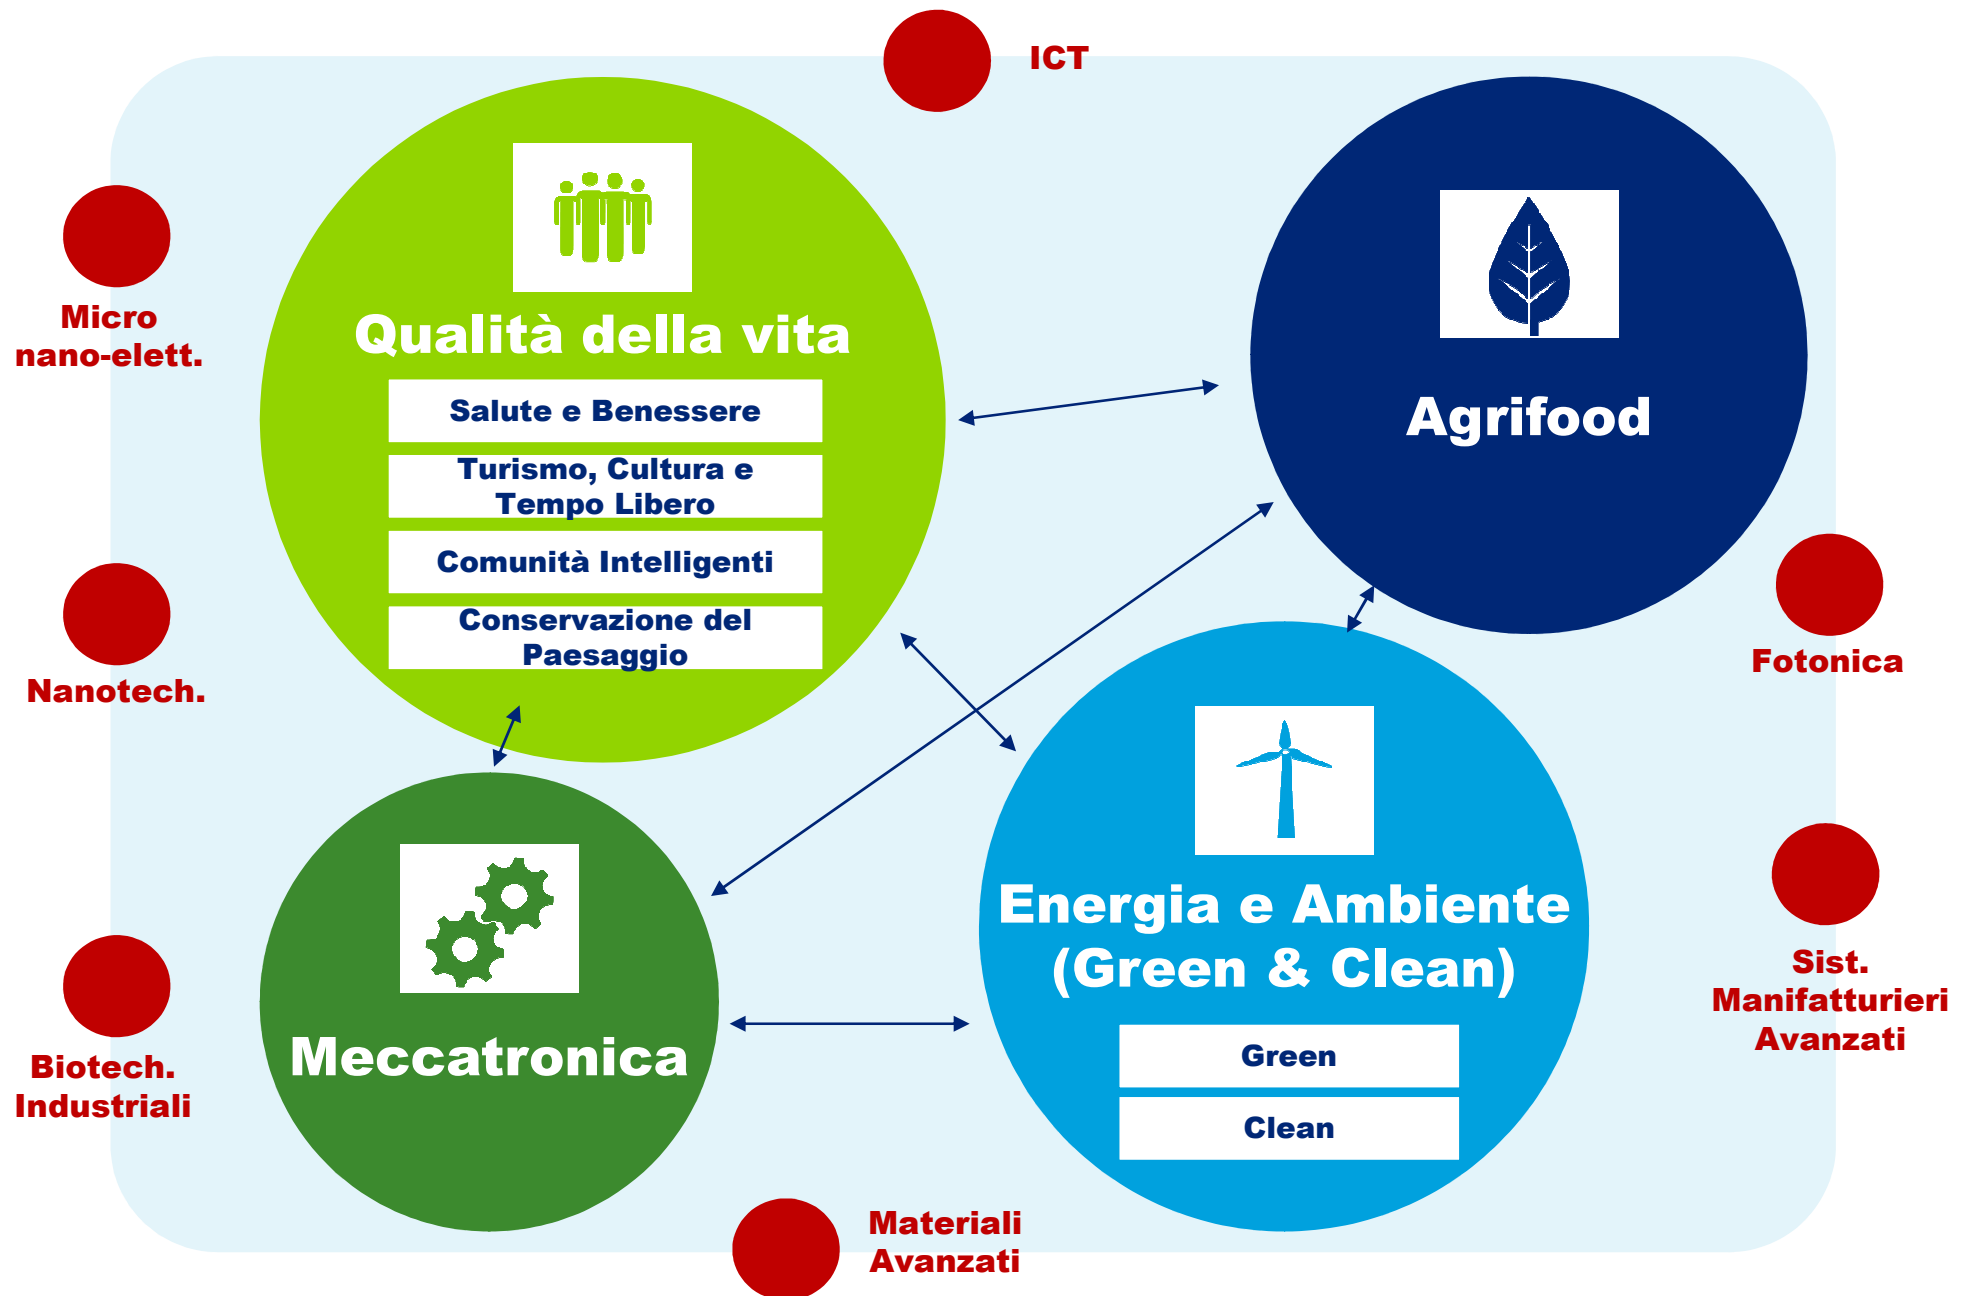 ICT
Micro
nano-elett.
Nanotech.
Biotech.
Industriali
Qualità della vita
Salute e Benessere
Turismo, Cultura e
Tempo Libero
Comunità Intelligenti
Conservazione del
Paesaggio
Agrifood
Meccatronica
Energia e Ambiente
(Green & Clean)
Green
Clean
Fotonica
Sist.
Manifatturieri
Avanzati
Materiali
Avanzati